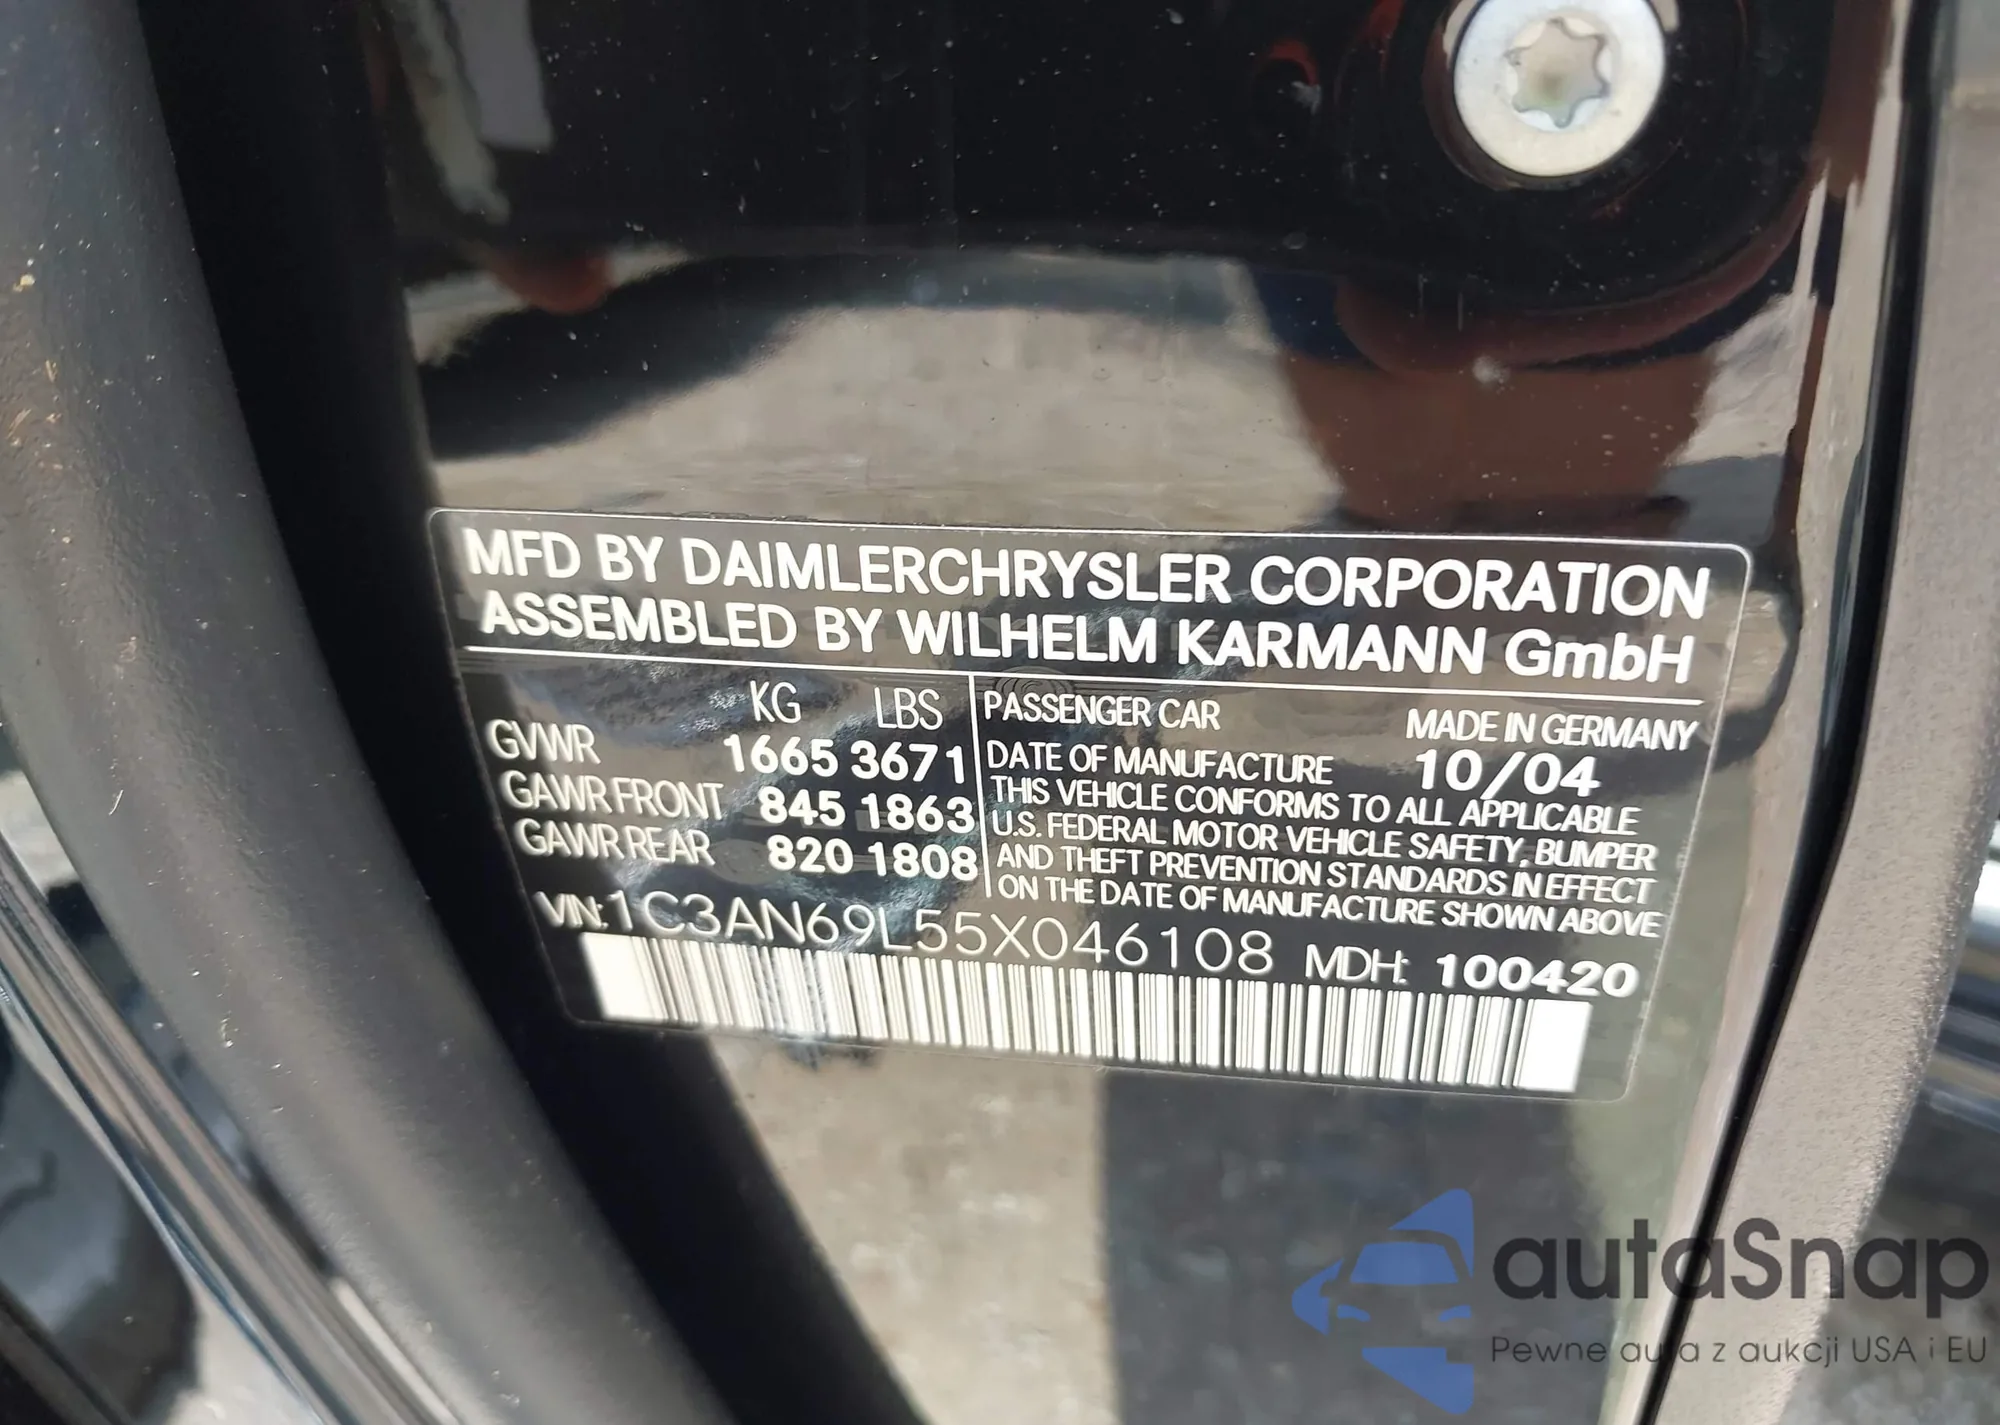 MFD BY DAIMLERCHRYSLER CORPORATION
ASSEMBLED BY WILHELM KARMANN GmbH
KG LBS
GVWR 1665 3671
GAWR FRONT 845 1863
GAWR REAR 820 1808
PASSENGER CAR MADE IN GERMANY
DATE OF MANUFACTURE 10/04
THIS VEHICLE CONFORMS TO ALL APPLICABLE
U.S. FEDERAL MOTOR VEHICLE SAFETY, BUMPER
AND THEFT PREVENTION STANDARDS IN EFFECT
ON THE DATE OF MANUFACTURE SHOWN ABOVE
VIN: 1C3AN69L55X046108 MDH: 100420
autaSnap
Pewne auta z aukcji USA i EU